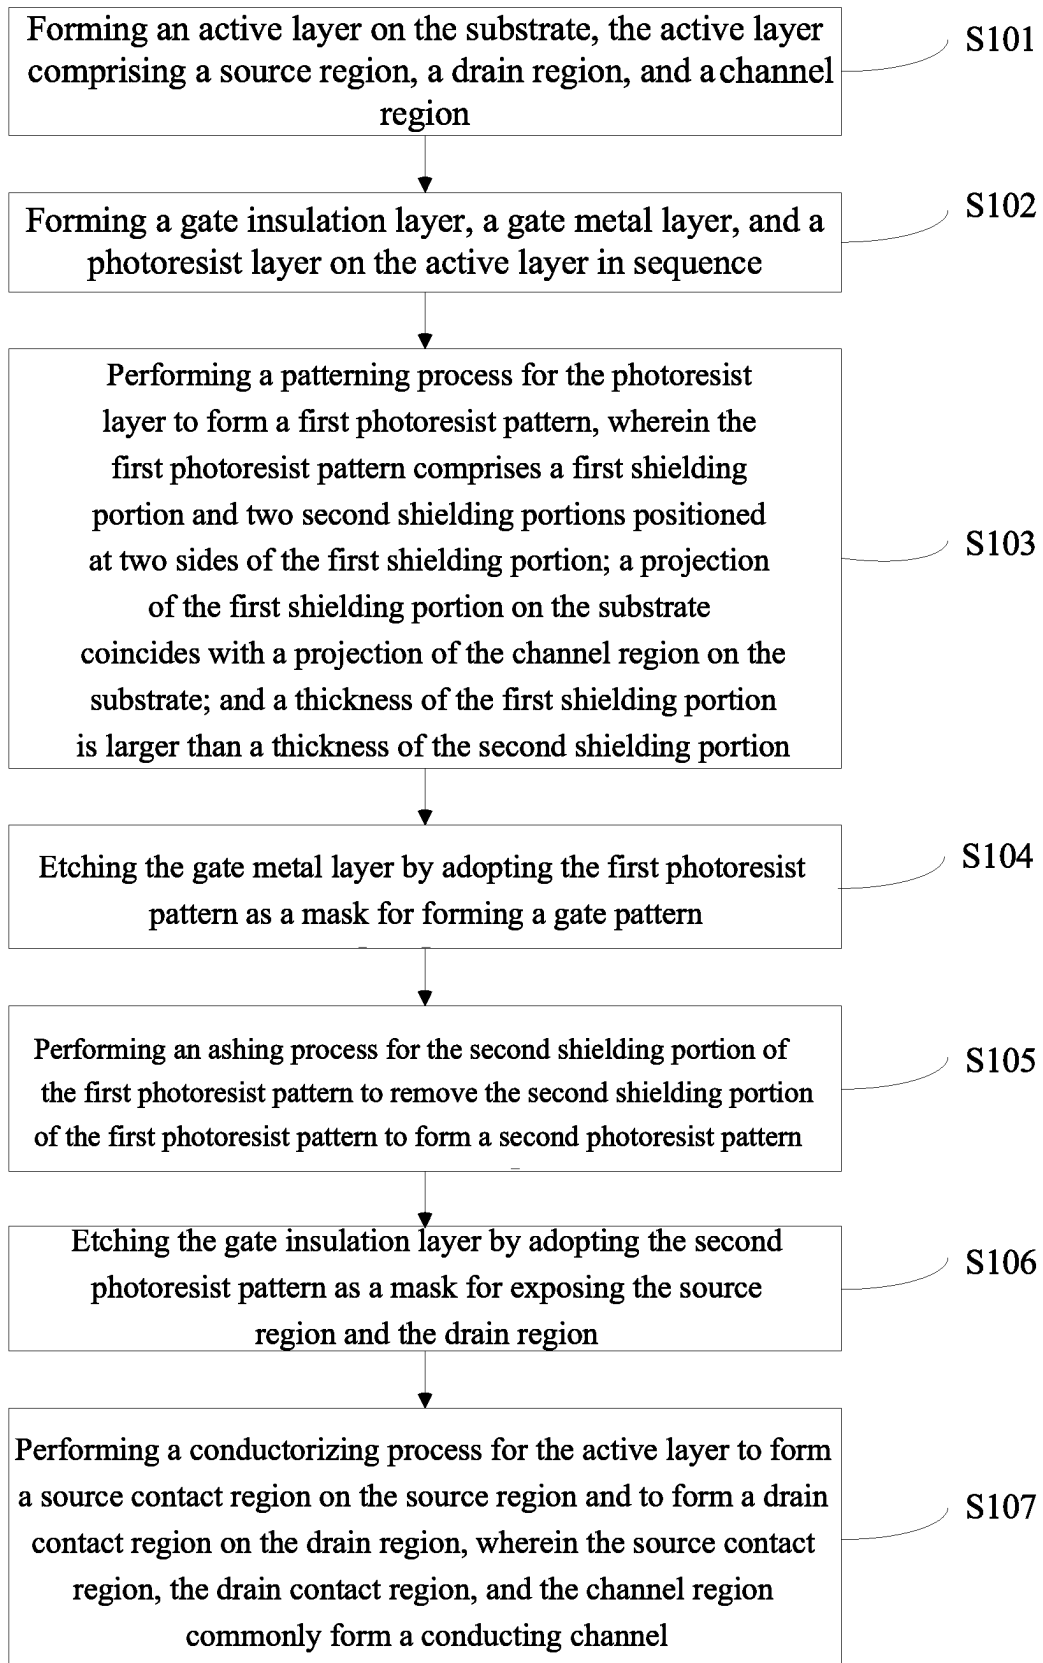 Forming an active layer on the substrate, the active layer
comprising a source region, a drain region, and a channel
region
S101
Forming a gate insulation layer, a gate metal layer, and a
photoresist layer on the active layer in sequence
S102
Performing a patterning process for the photoresist
layer to form a first photoresist pattern, wherein the
first photoresist pattern comprises a first shielding
portion and two second shielding portions positioned
at two sides of the first shielding portion; a projection
of the first shielding portion on the substrate
coincides with a projection of the channel region on the
substrate; and a thickness of the first shielding portion
is larger than a thickness of the second shielding portion
S103
Etching the gate metal layer by adopting the first photoresist
pattern as a mask for forming a gate pattern
S104
Performing an ashing process for the second shielding portion of
the first photoresist pattern to remove the second shielding portion
of the first photoresist pattern to form a second photoresist pattern
S105
Etching the gate insulation layer by adopting the second
photoresist pattern as a mask for exposing the source
region and the drain region
S106
Performing a conductorizing process for the active layer to form
a source contact region on the source region and to form a drain
contact region on the drain region, wherein the source contact
region, the drain contact region, and the channel region
commonly form a conducting channel
S107